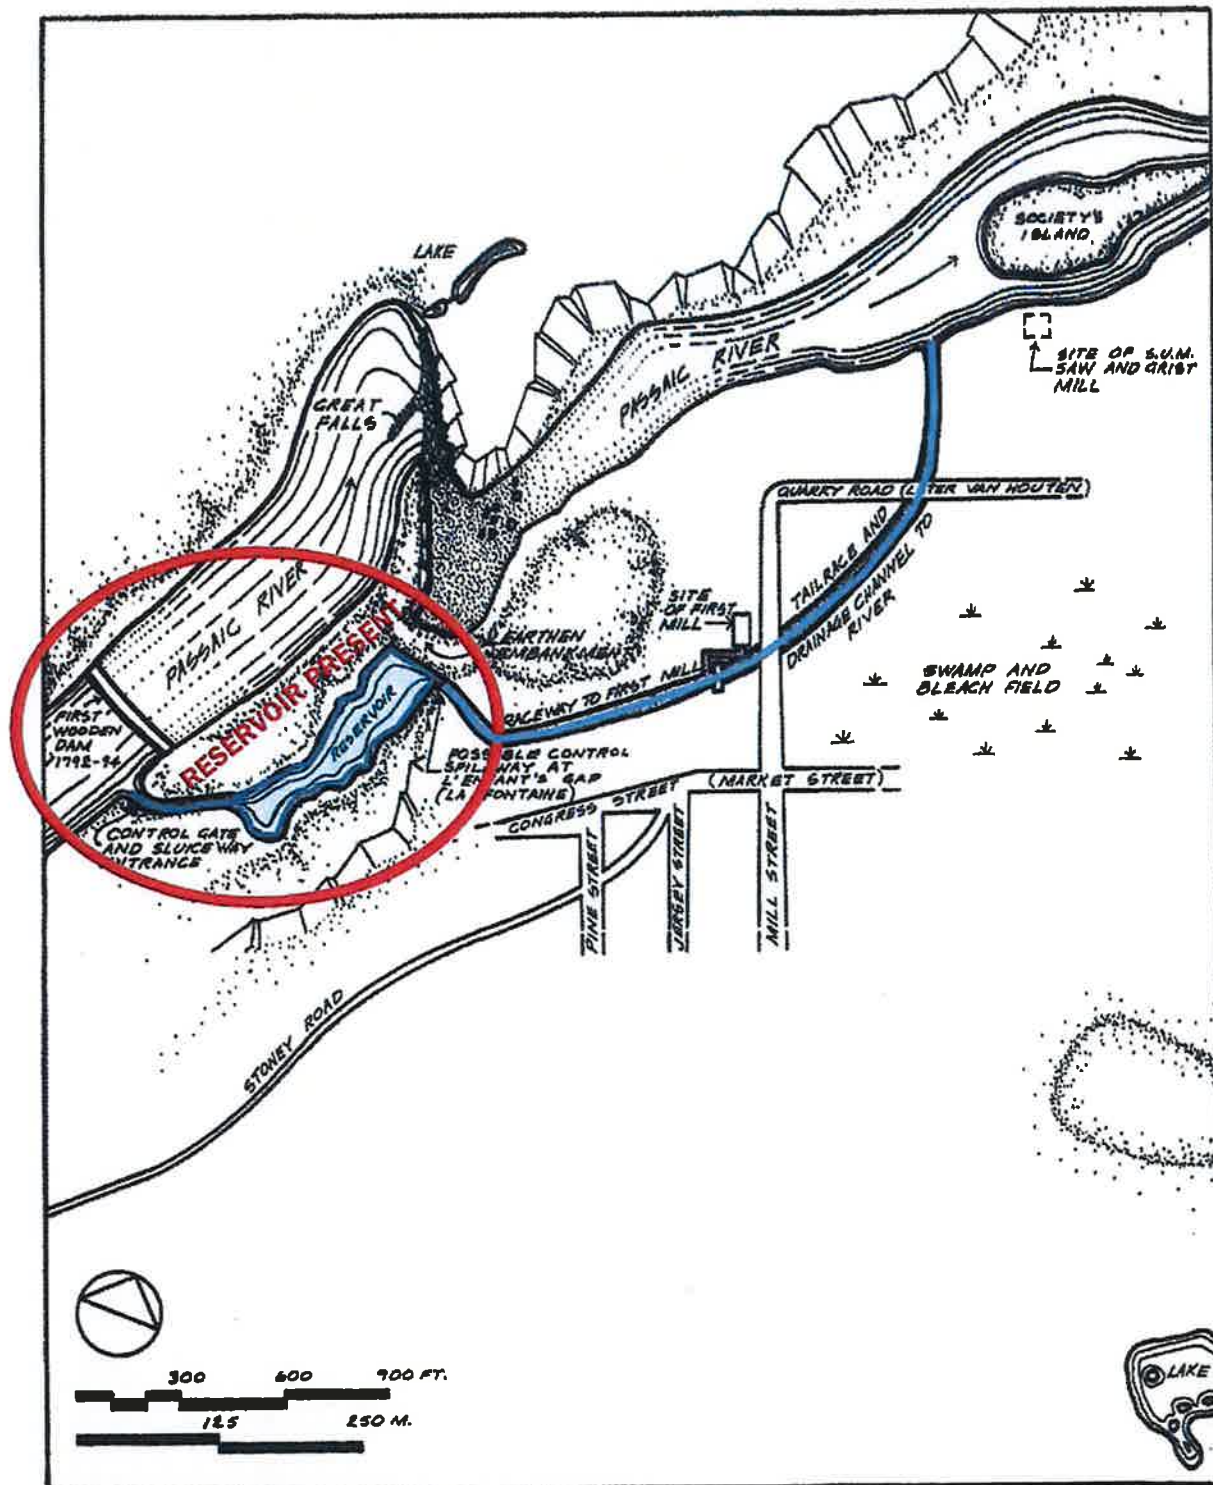 SOCIETY'S
ISLAND
LAKE
SITE OF S.U.M.
SAW AND GRIST
MILL
PASSAIC RIVER
GREAT
FALLS
QUARRY ROAD (LATER VAN HOUTEN)
TAILRACE AND
DRAINAGE CHANNEL TO
RIVER
SITE
OF FIRST
MILL
PASSAIC RIVER
RESERVOIR PRESENT
EARTHEN
EMBANKMENT
SWAMP AND
BLEACH FIELD
RACEWAY TO FIRST MILL
RESERVOIR
FIRST
WOODEN
DAM
1792-94
POSSIBLE CONTROL
SPILLWAY AT
L'ENFANT'S GAP
(LA FONTAINE)
(MARKET STREET)
CONGRESS STREET
CONTROL GATE
AND SLUICEWAY
ENTRANCE
PINE STREET
JERSEY STREET
MILL STREET
STONEY ROAD
300 600 900 FT.
125 250 M.
LAKE